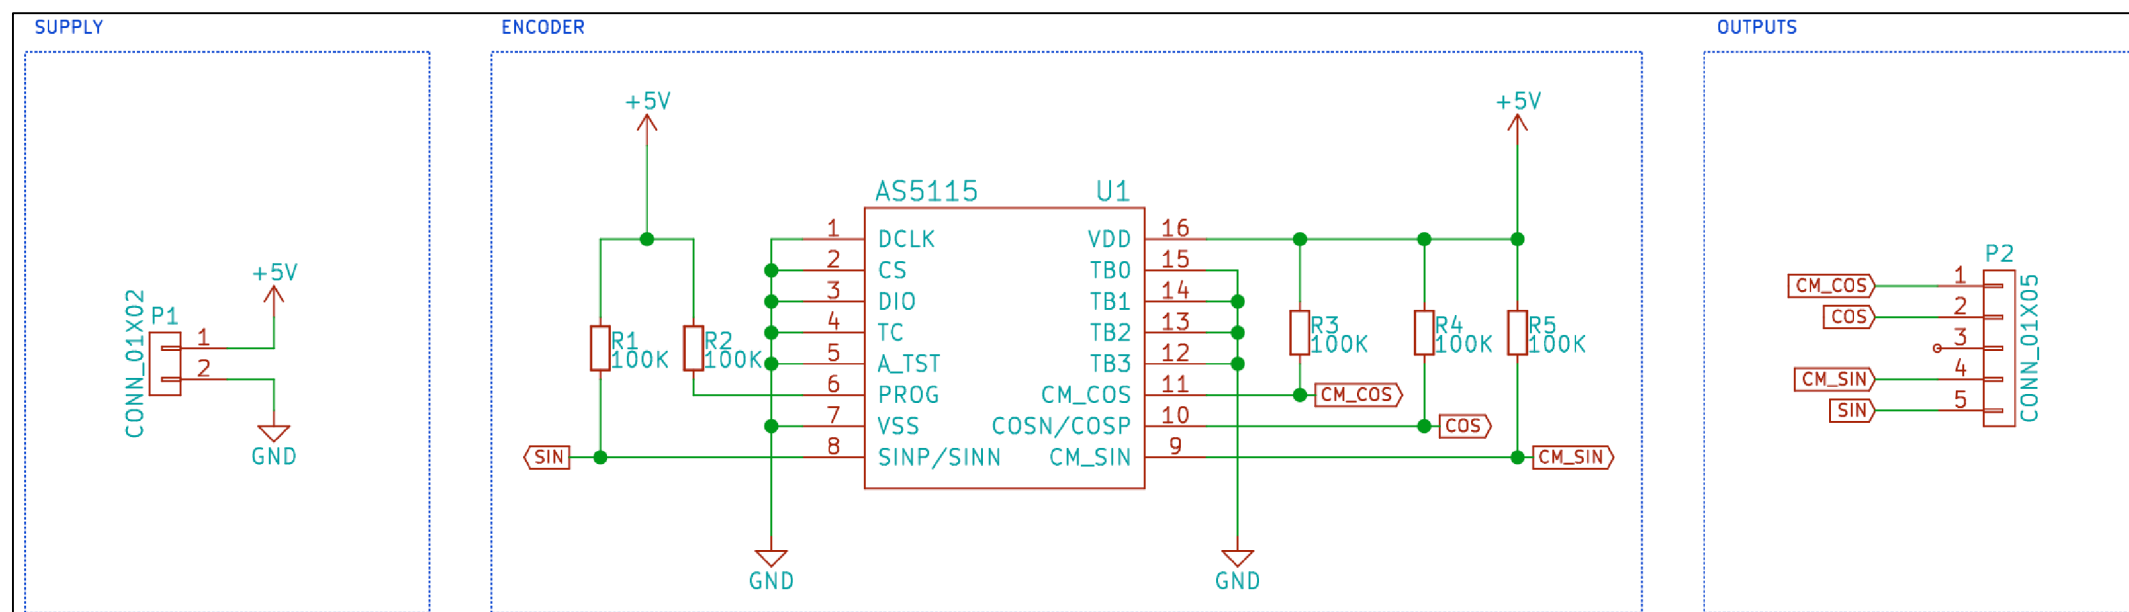 SUPPLY
+5V
CONN_01X02
P1
1
2
GND
ENCODER
+5V
R1
100K
R2
100K
SIN
GND
AS5115
U1
1
DCLK
2
CS
3
DIO
4
TC
5
A_TST
6
PROG
7
VSS
8
SINP/SINN
VDD
16
TB0
15
TB1
14
TB2
13
TB3
12
CM_COS
11
COSN/COSP
10
CM_SIN
9
+5V
R3
100K
R4
100K
R5
100K
CM_COS
COS
CM_SIN
GND
OUTPUTS
P2
CONN_01X05
CM_COS
1
COS
2
3
CM_SIN
4
SIN
5